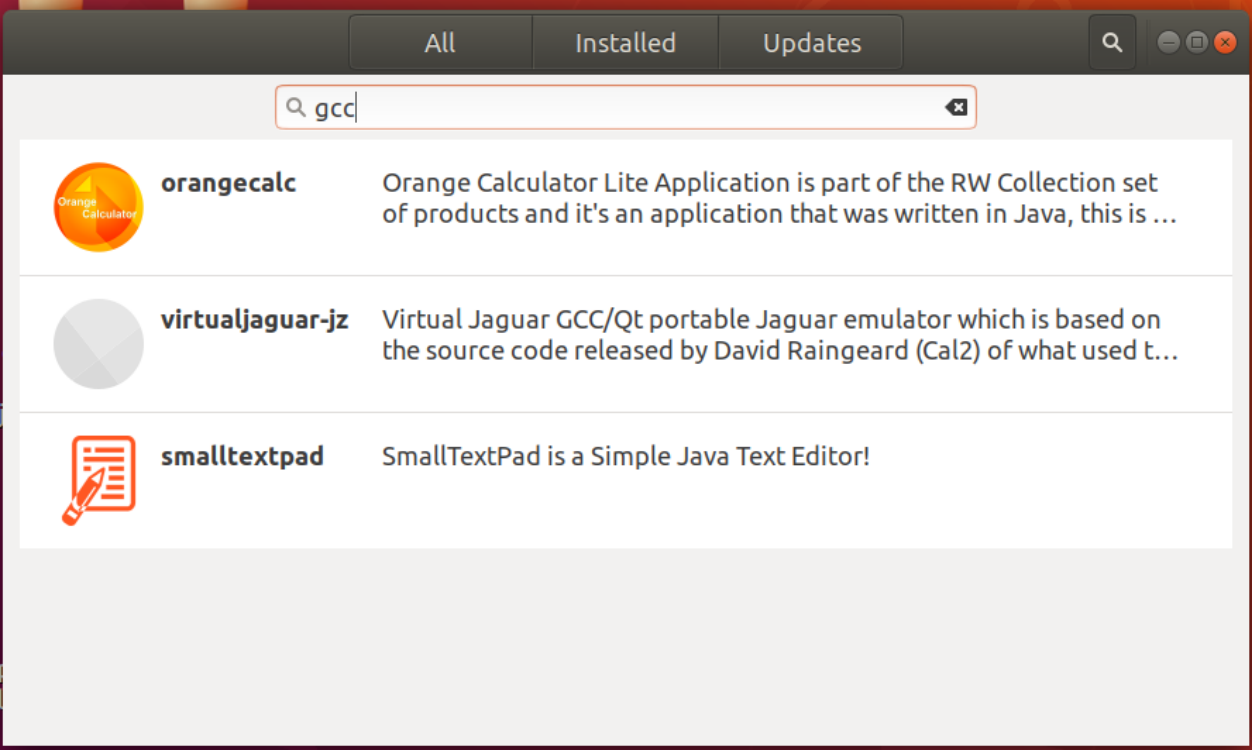 All Installed Updates
gcc
Orange
Calculator
orangecalc
Orange Calculator Lite Application is part of the RW Collection set
of products and it's an application that was written in Java, this is ...
virtualjaguar-jz
Virtual Jaguar GCC/Qt portable Jaguar emulator which is based on
the source code released by David Raingeard (Cal2) of what used t...
smalltextpad
SmallTextPad is a Simple Java Text Editor!